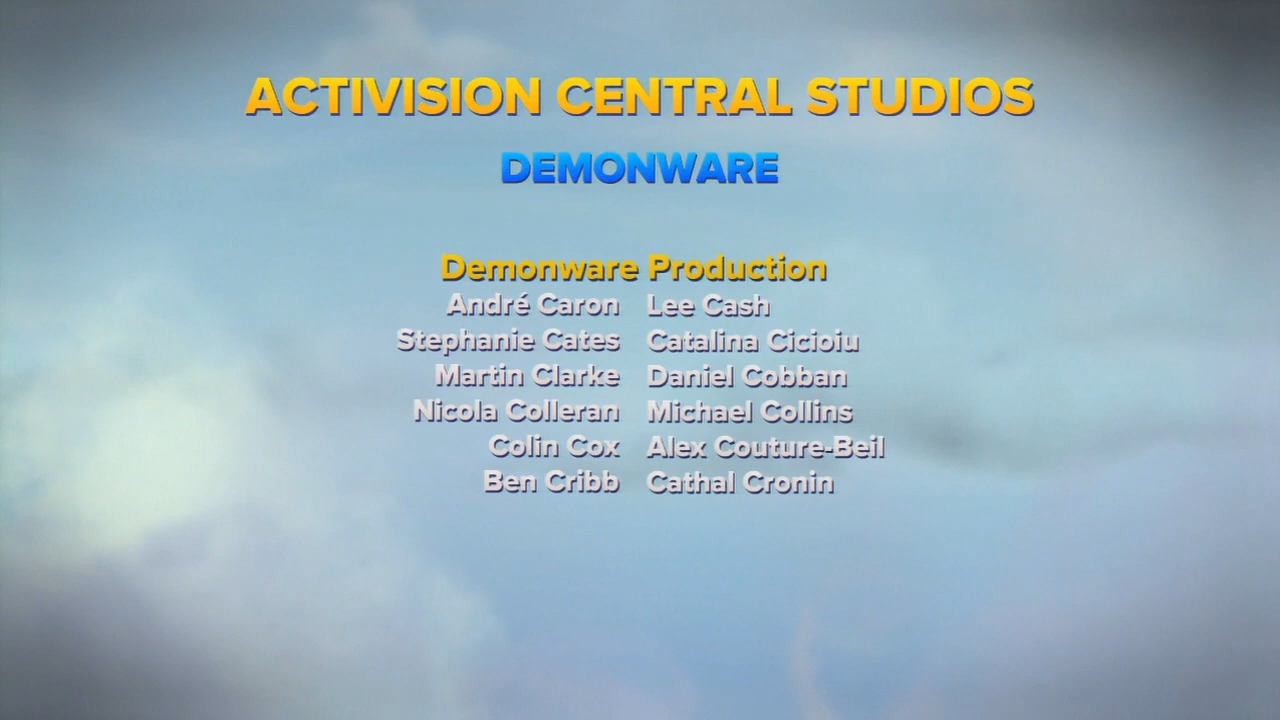 ACTIVISION CENTRAL STUDIOS
DEMONWARE
Demonware Production
André Caron Lee Cash
Stephanie Cates Catalina Cicioiu
Martin Clarke Daniel Cobban
Nicola Colleran Michael Collins
Colin Cox Alex Couture-Beil
Ben Cribb Cathal Cronin